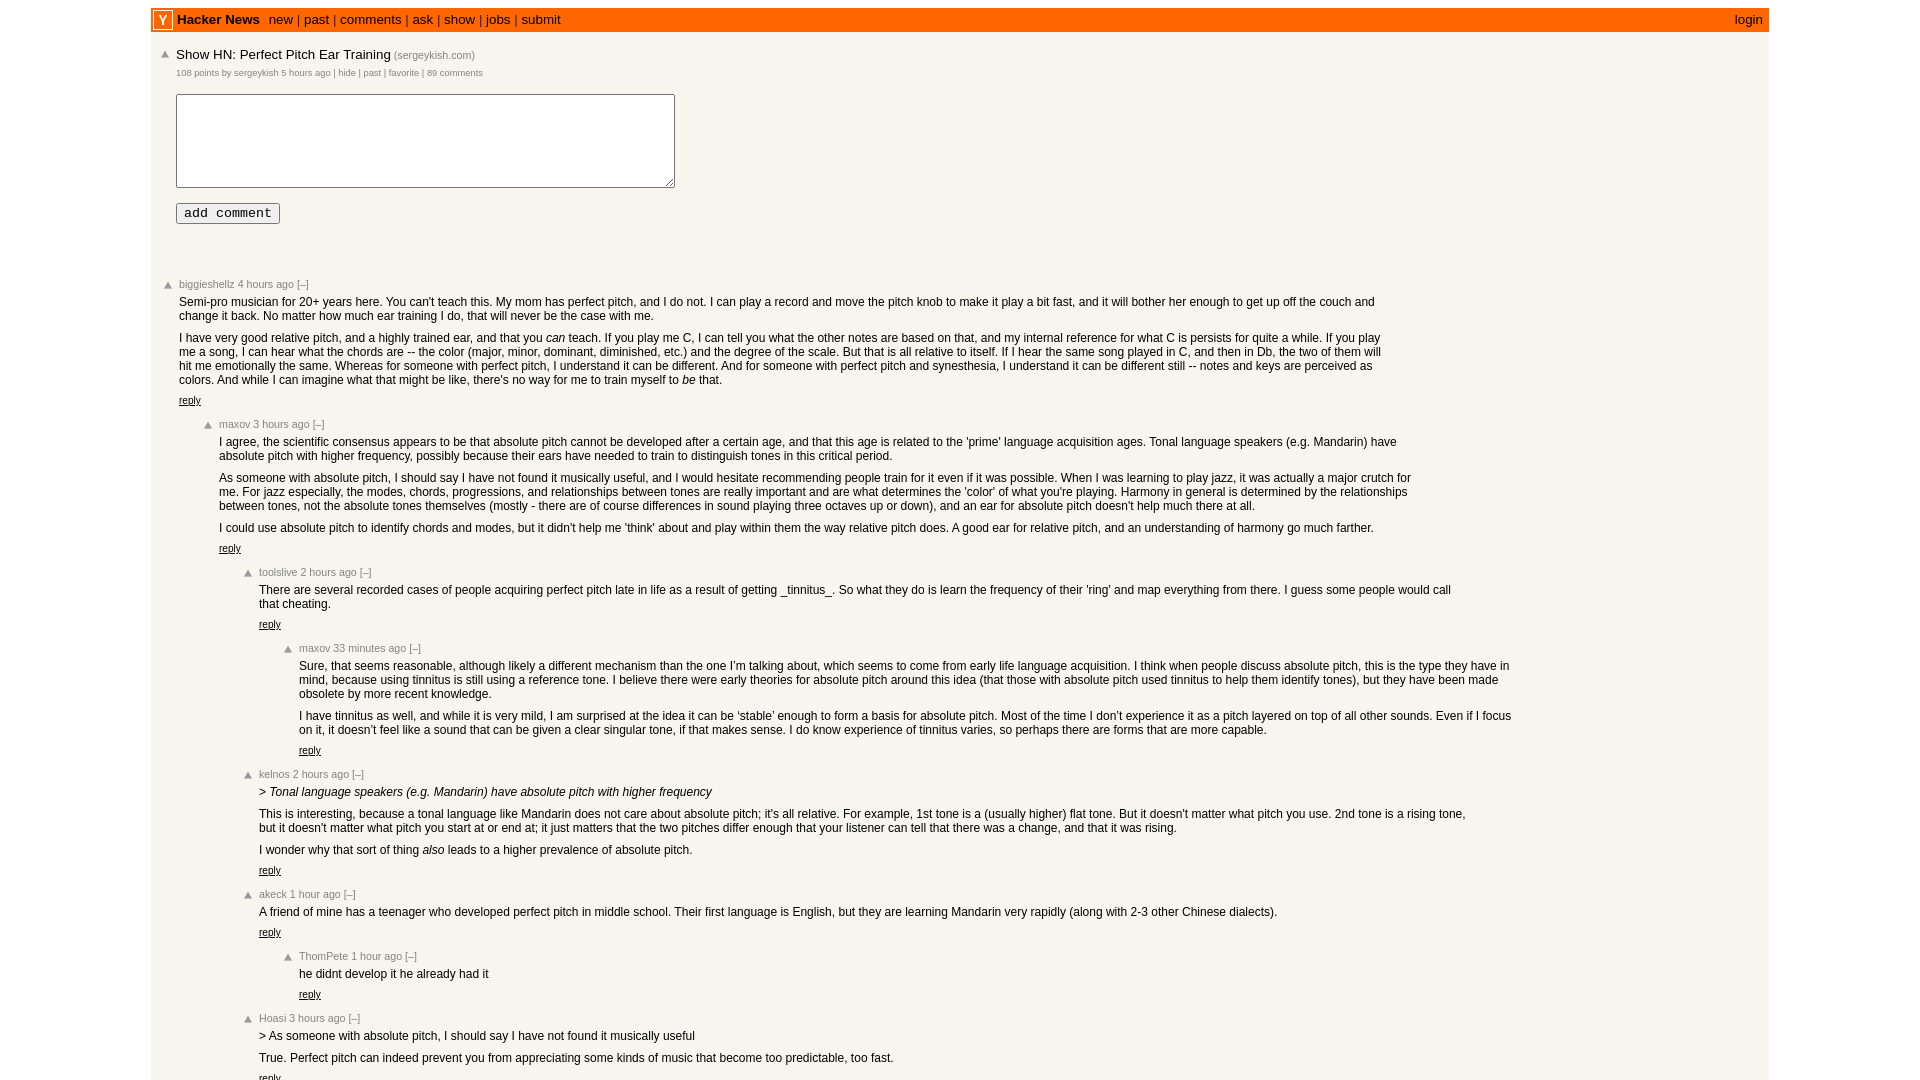 Y Hacker News new | past | comments | ask | show | jobs | submit login
Show HN: Perfect Pitch Ear Training (sergeykish.com)
108 points by sergeykish 5 hours ago | hide | past | favorite | 89 comments
add comment
biggieshellz 4 hours ago [–]
Semi-pro musician for 20+ years here. You can't teach this. My mom has perfect pitch, and I do not. I can play a record and move the pitch knob to make it play a bit fast, and it will bother her enough to get up off the couch and
change it back. No matter how much ear training I do, that will never be the case with me.
I have very good relative pitch, and a highly trained ear, and that you can teach. If you play me C, I can tell you what the other notes are based on that, and my internal reference for what C is persists for quite a while. If you play
me a song, I can hear what the chords are -- the color (major, minor, dominant, diminished, etc.) and the degree of the scale. But that is all relative to itself. If I hear the same song played in C, and then in Db, the two of them will
hit me emotionally the same. Whereas for someone with perfect pitch, I understand it can be different. And for someone with perfect pitch and synesthesia, I understand it can be different still -- notes and keys are perceived as
colors. And while I can imagine what that might be like, there's no way for me to train myself to be that.
reply
maxov 3 hours ago [–]
I agree, the scientific consensus appears to be that absolute pitch cannot be developed after a certain age, and that this age is related to the 'prime' language acquisition ages. Tonal language speakers (e.g. Mandarin) have
absolute pitch with higher frequency, possibly because their ears have needed to train to distinguish tones in this critical period.
As someone with absolute pitch, I should say I have not found it musically useful, and I would hesitate recommending people train for it even if it was possible. When I was learning to play jazz, it was actually a major crutch for
me. For jazz especially, the modes, chords, progressions, and relationships between tones are really important and are what determines the 'color' of what you're playing. Harmony in general is determined by the relationships
between tones, not the absolute tones themselves (mostly - there are of course differences in sound playing three octaves up or down), and an ear for absolute pitch doesn't help much there at all.
I could use absolute pitch to identify chords and modes, but it didn't help me 'think' about and play within them the way relative pitch does. A good ear for relative pitch, and an understanding of harmony go much farther.
reply
toolslive 2 hours ago [–]
There are several recorded cases of people acquiring perfect pitch late in life as a result of getting _tinnitus_. So what they do is learn the frequency of their 'ring' and map everything from there. I guess some people would call
that cheating.
reply
maxov 33 minutes ago [–]
Sure, that seems reasonable, although likely a different mechanism than the one I’m talking about, which seems to come from early life language acquisition. I think when people discuss absolute pitch, this is the type they have in
mind, because using tinnitus is still using a reference tone. I believe there were early theories for absolute pitch around this idea (that those with absolute pitch used tinnitus to help them identify tones), but they have been made
obsolete by more recent knowledge.
I have tinnitus as well, and while it is very mild, I am surprised at the idea it can be ‘stable’ enough to form a basis for absolute pitch. Most of the time I don’t experience it as a pitch layered on top of all other sounds. Even if I focus
on it, it doesn’t feel like a sound that can be given a clear singular tone, if that makes sense. I do know experience of tinnitus varies, so perhaps there are forms that are more capable.
reply
kelnos 2 hours ago [–]
> Tonal language speakers (e.g. Mandarin) have absolute pitch with higher frequency
This is interesting, because a tonal language like Mandarin does not care about absolute pitch; it's all relative. For example, 1st tone is a (usually higher) flat tone. But it doesn't matter what pitch you use. 2nd tone is a rising tone,
but it doesn't matter what pitch you start at or end at; it just matters that the two pitches differ enough that your listener can tell that there was a change, and that it was rising.
I wonder why that sort of thing also leads to a higher prevalence of absolute pitch.
reply
akeck 1 hour ago [–]
A friend of mine has a teenager who developed perfect pitch in middle school. Their first language is English, but they are learning Mandarin very rapidly (along with 2-3 other Chinese dialects).
reply
ThomPete 1 hour ago [–]
he didnt develop it he already had it
reply
Hoasi 3 hours ago [–]
> As someone with absolute pitch, I should say I have not found it musically useful
True. Perfect pitch can indeed prevent you from appreciating some kinds of music that become too predictable, too fast.
reply